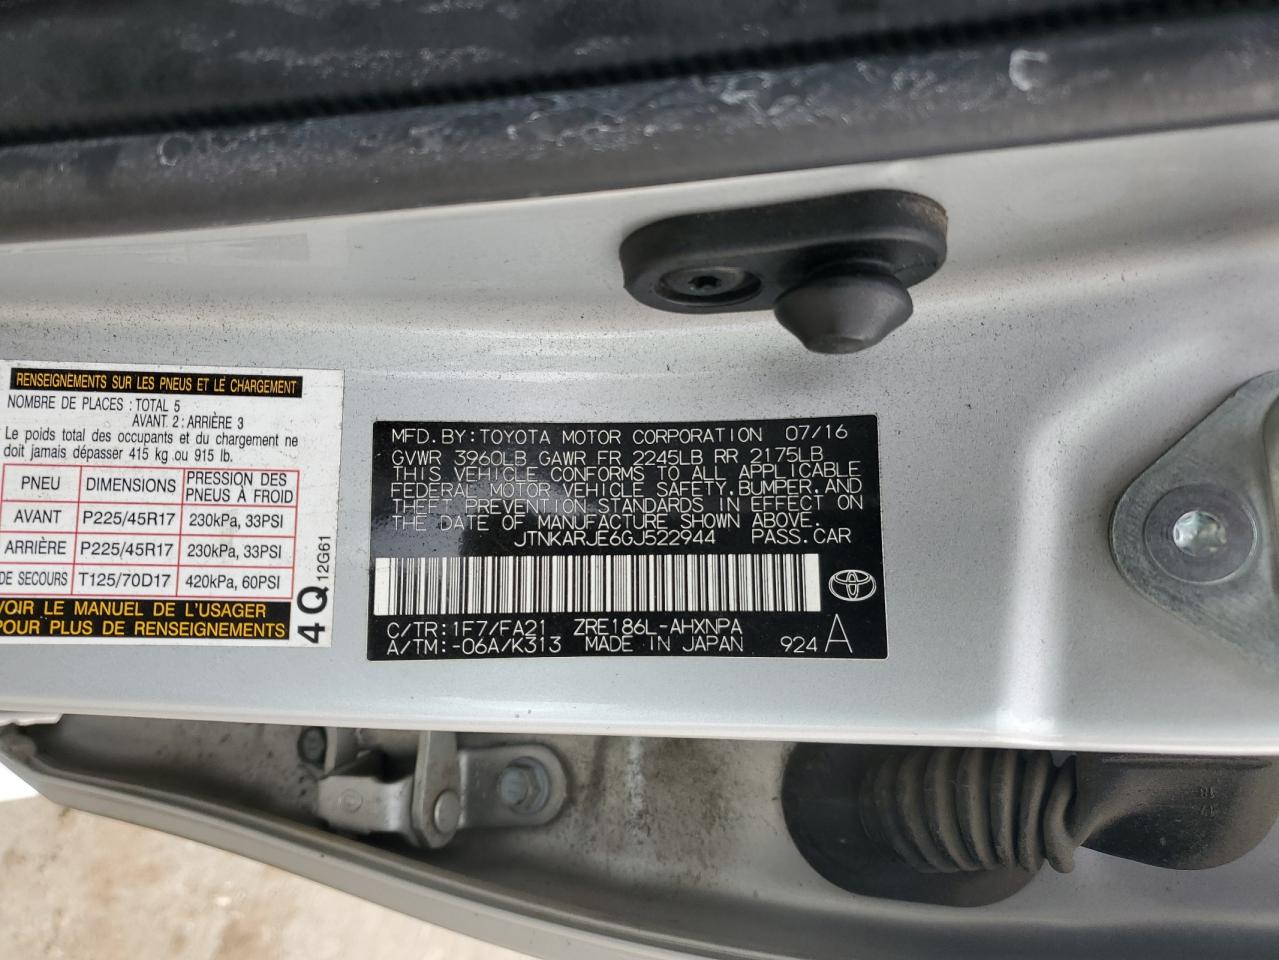 RENSEIGNEMENTS SUR LES PNEUS ET LE CHARGEMENT
NOMBRE DE PLACES : TOTAL 5
AVANT 2 : ARRIÈRE 3
Le poids total des occupants et du chargement ne
doit jamais dépasser 415 kg ou 915 lb.
PNEU DIMENSIONS PRESSION DES PNEUS À FROID
AVANT P225/45R17 230kPa, 33PSI
ARRIÈRE P225/45R17 230kPa, 33PSI
DE SECOURS T125/70D17 420kPa, 60PSI
VOIR LE MANUEL DE L'USAGER
POUR PLUS DE RENSEIGNEMENTS
4Q 12G61
MFD.BY:TOYOTA MOTOR CORPORATION 07/16
GVWR 3960LB GAWR FR 2245LB RR 2175LB
THIS VEHICLE CONFORMS TO ALL APPLICABLE
FEDERAL MOTOR VEHICLE SAFETY,BUMPER,AND
THEFT PREVENTION STANDARDS IN EFFECT ON
THE DATE OF MANUFACTURE SHOWN ABOVE.
JTNKARJE6GJ522944 PASS.CAR
C/TR:1F7/FA21 ZRE186L-AHXNPA
A/TM:-06A/K313 MADE IN JAPAN 924 A